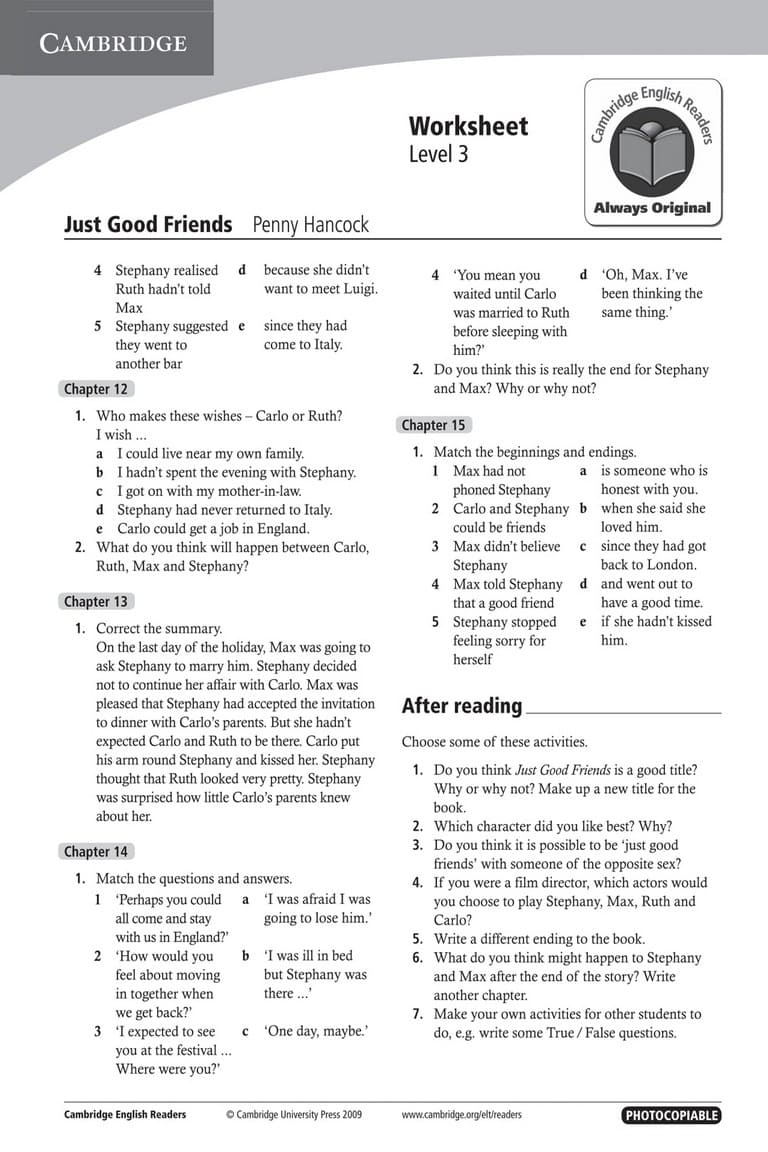 CAMBRIDGE
Worksheet
Level 3
Cambridge English Readers
Always Original
Just Good Friends Penny Hancock
4 Stephany realised d because she didn't
Ruth hadn't told want to meet Luigi.
Max
5 Stephany suggested e since they had
they went to come to Italy.
another bar
Chapter 12
1. Who makes these wishes – Carlo or Ruth?
I wish ...
a I could live near my own family.
b I hadn't spent the evening with Stephany.
c I got on with my mother-in-law.
d Stephany had never returned to Italy.
e Carlo could get a job in England.
2. What do you think will happen between Carlo,
Ruth, Max and Stephany?
Chapter 13
1. Correct the summary.
On the last day of the holiday, Max was going to
ask Stephany to marry him. Stephany decided
not to continue her affair with Carlo. Max was
pleased that Stephany had accepted the invitation
to dinner with Carlo's parents. But she hadn't
expected Carlo and Ruth to be there. Carlo put
his arm round Stephany and kissed her. Stephany
thought that Ruth looked very pretty. Stephany
was surprised how little Carlo's parents knew
about her.
Chapter 14
1. Match the questions and answers.
1 'Perhaps you could a 'I was afraid I was
all come and stay going to lose him.'
with us in England?'
2 'How would you b 'I was ill in bed
feel about moving but Stephany was
in together when there ...'
we get back?'
3 'I expected to see c 'One day, maybe.'
you at the festival ...
Where were you?'
4 'You mean you d 'Oh, Max. I've
waited until Carlo been thinking the
was married to Ruth same thing.'
before sleeping with
him?'
2. Do you think this is really the end for Stephany
and Max? Why or why not?
Chapter 15
1. Match the beginnings and endings.
1 Max had not a is someone who is
phoned Stephany honest with you.
2 Carlo and Stephany b when she said she
could be friends loved him.
3 Max didn't believe c since they had got
Stephany back to London.
4 Max told Stephany d and went out to
that a good friend have a good time.
5 Stephany stopped e if she hadn't kissed
feeling sorry for him.
herself
After reading
Choose some of these activities.
1. Do you think Just Good Friends is a good title?
Why or why not? Make up a new title for the
book.
2. Which character did you like best? Why?
3. Do you think it is possible to be 'just good
friends' with someone of the opposite sex?
4. If you were a film director, which actors would
you choose to play Stephany, Max, Ruth and
Carlo?
5. Write a different ending to the book.
6. What do you think might happen to Stephany
and Max after the end of the story? Write
another chapter.
7. Make your own activities for other students to
do, e.g. write some True / False questions.
Cambridge English Readers © Cambridge University Press 2009 www.cambridge.org/elt/readers PHOTOCOPIABLE